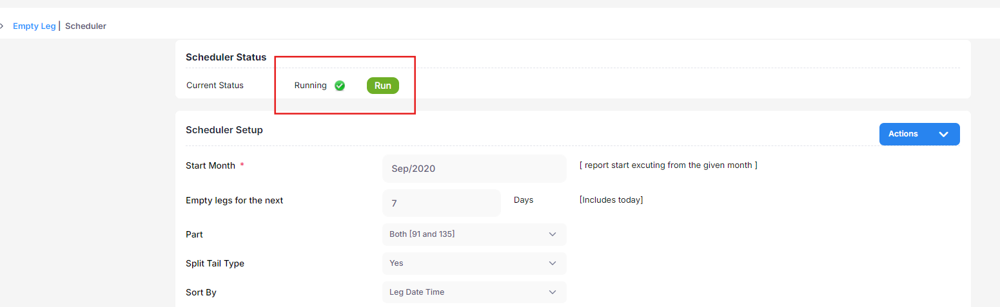 Empty Leg | Scheduler
Scheduler Status
Current Status Running Run
Scheduler Setup Actions
Start Month * Sep/2020 [ report start excuting from the given month ]
Empty legs for the next 7 Days [Includes today]
Part Both [91 and 135]
Split Tail Type Yes
Sort By Leg Date Time